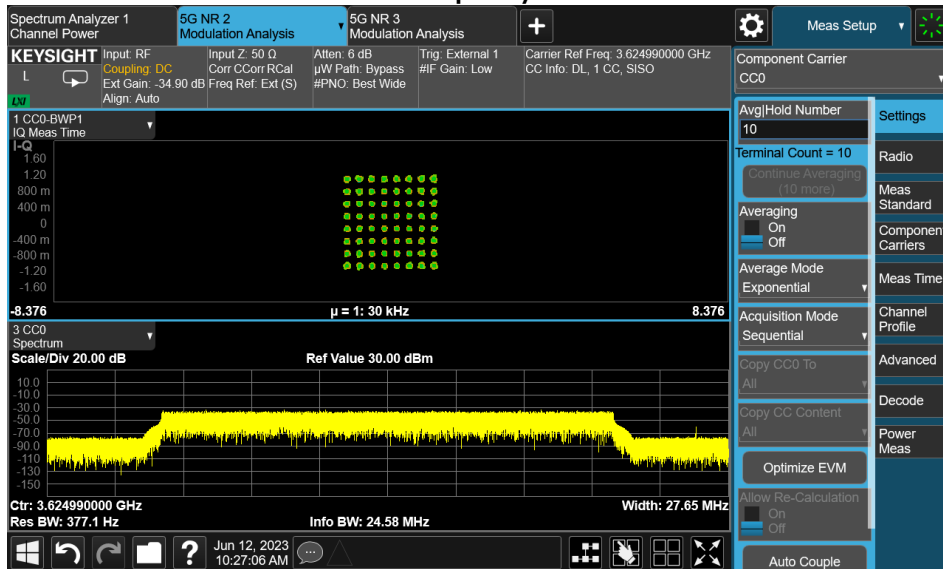 Spectrum Analyzer 1
Channel Power
5G NR 2
Modulation Analysis
5G NR 3
Modulation Analysis
Meas Setup
KEYSIGHT
L
LXI
Input: RF
Coupling: DC
Ext Gain: -34.90 dB
Align: Auto
Input Z: 50 Ω
Corr CCorr RCal
Freq Ref: Ext (S)
Atten: 6 dB
µW Path: Bypass
#PNO: Best Wide
Trig: External 1
#IF Gain: Low
Carrier Ref Freq: 3.624990000 GHz
CC Info: DL, 1 CC, SISO
Component Carrier
CC0
1 CC0-BWP1
IQ Meas Time
I-Q
1.60
1.20
800 m
400 m
0
-400 m
-800 m
-1.20
-1.60
-8.376
µ = 1: 30 kHz
8.376
3 CC0
Spectrum
Scale/Div 20.00 dB
Ref Value 30.00 dBm
10.0
-10.0
-30.0
-50.0
-70.0
-90.0
-110
-130
-150
Ctr: 3.624990000 GHz
Width: 27.65 MHz
Res BW: 377.1 Hz
Info BW: 24.58 MHz
Avg|Hold Number
10
Terminal Count = 10
Continue Averaging
(10 more)
Averaging
On
Off
Average Mode
Exponential
Acquisition Mode
Sequential
Copy CC0 To
All
Copy CC Content
All
Optimize EVM
Allow Re-Calculation
On
Off
Auto Couple
Settings
Radio
Meas
Standard
Component
Carriers
Meas Time
Channel
Profile
Advanced
Decode
Power
Meas
?
Jun 12, 2023
10:27:06 AM